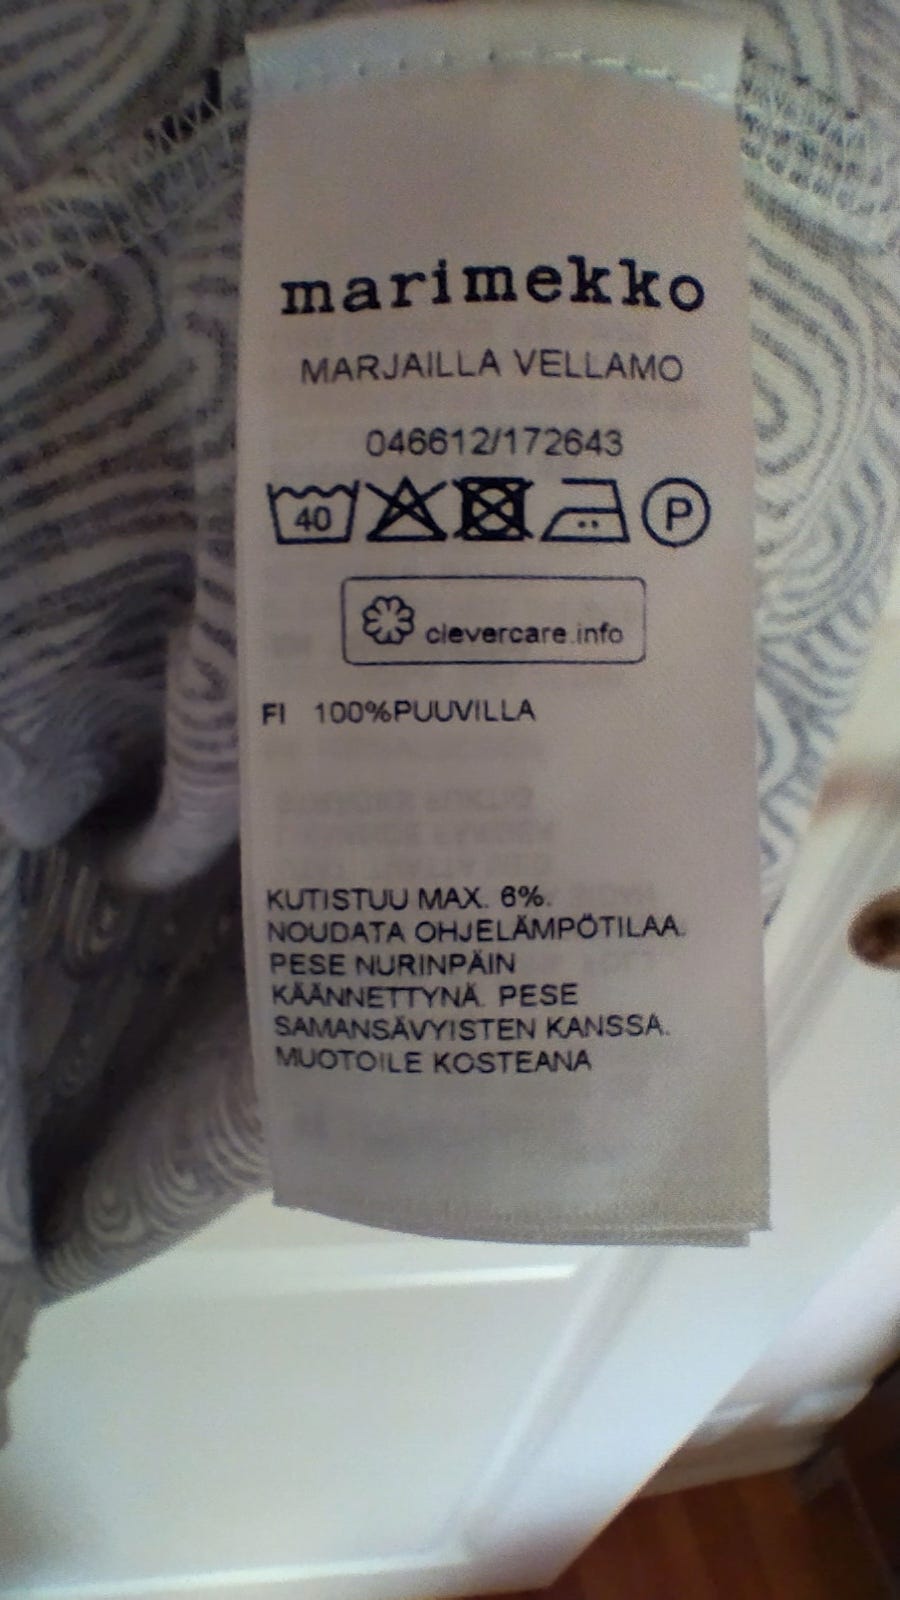 marimekko
MARJAILLA VELLAMO
046612/172643
40 P
clevercare.info
FI 100%PUUVILLA
KUTISTUU MAX. 6%.
NOUDATA OHJELÄMPÖTILAA.
PESE NURINPÄIN
KÄÄNNETTYNÄ. PESE
SAMANSÄVYISTEN KANSSA.
MUOTOILE KOSTEANA